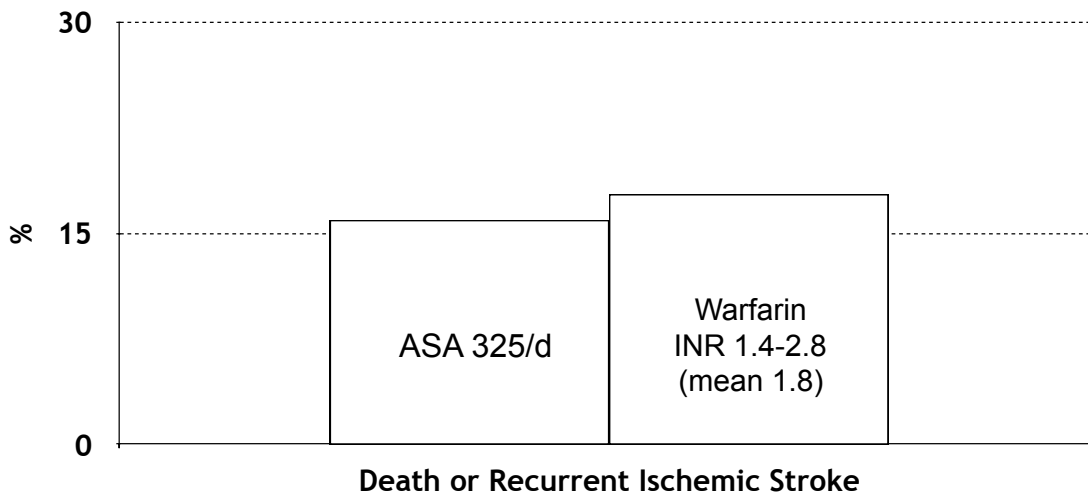 30
%
15
0
ASA 325/d
Warfarin
INR 1.4-2.8
(mean 1.8)
Death or Recurrent Ischemic Stroke